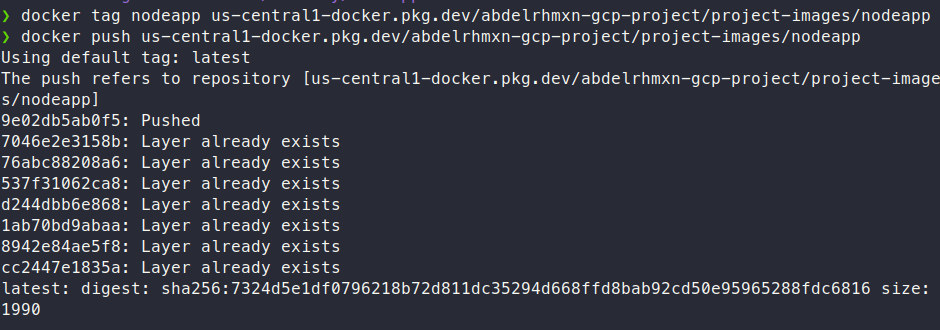 ❯ docker tag nodeapp us-central1-docker.pkg.dev/abdelrhmxn-gcp-project/project-images/nodeapp
❯ docker push us-central1-docker.pkg.dev/abdelrhmxn-gcp-project/project-images/nodeapp
Using default tag: latest
The push refers to repository [us-central1-docker.pkg.dev/abdelrhmxn-gcp-project/project-image
s/nodeapp]
9e02db5ab0f5: Pushed
7046e2e3158b: Layer already exists
76abc88208a6: Layer already exists
537f31062ca8: Layer already exists
d244dbb6e868: Layer already exists
1ab70bd9abaa: Layer already exists
8942e84ae5f8: Layer already exists
cc2447e1835a: Layer already exists
latest: digest: sha256:7324d5e1df0796218b72d811dc35294d668ffd8bab92cd50e95965288fdc6816 size:
1990